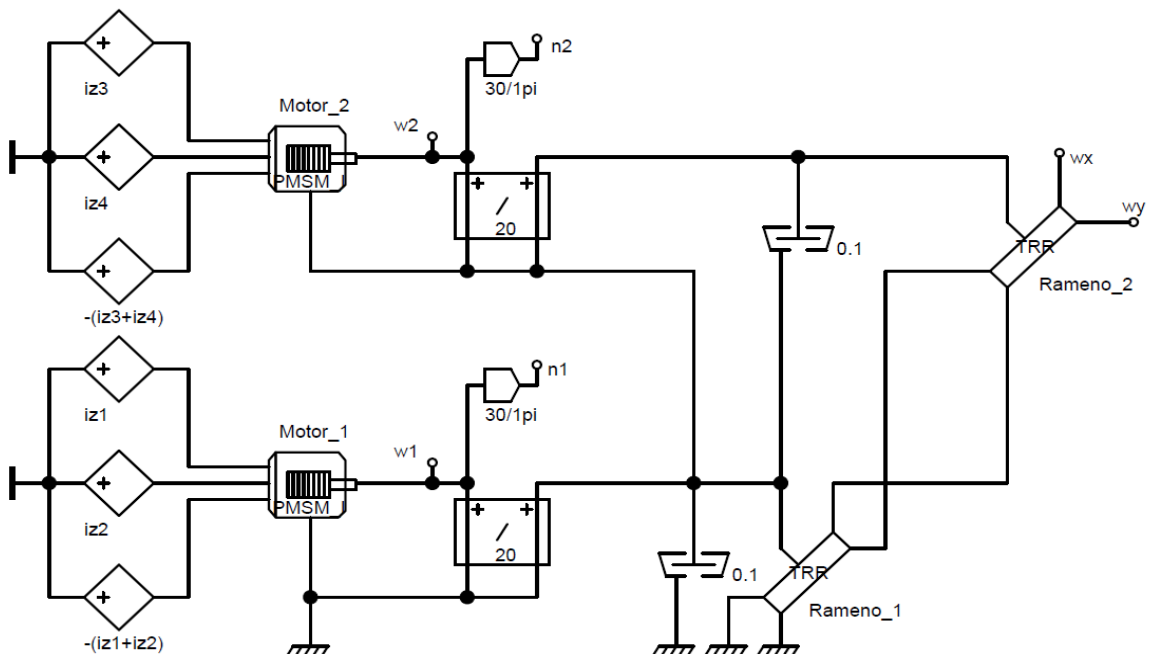 iz3
iz4
-(iz3+iz4)
Motor_2
PMSM_I
w2
n2
30/1pi
+ +
/
20
0.1
wx
wy
TRR
Rameno_2
iz1
iz2
-(iz1+iz2)
Motor_1
PMSM_I
w1
n1
30/1pi
+ +
/
20
0.1
TRR
Rameno_1